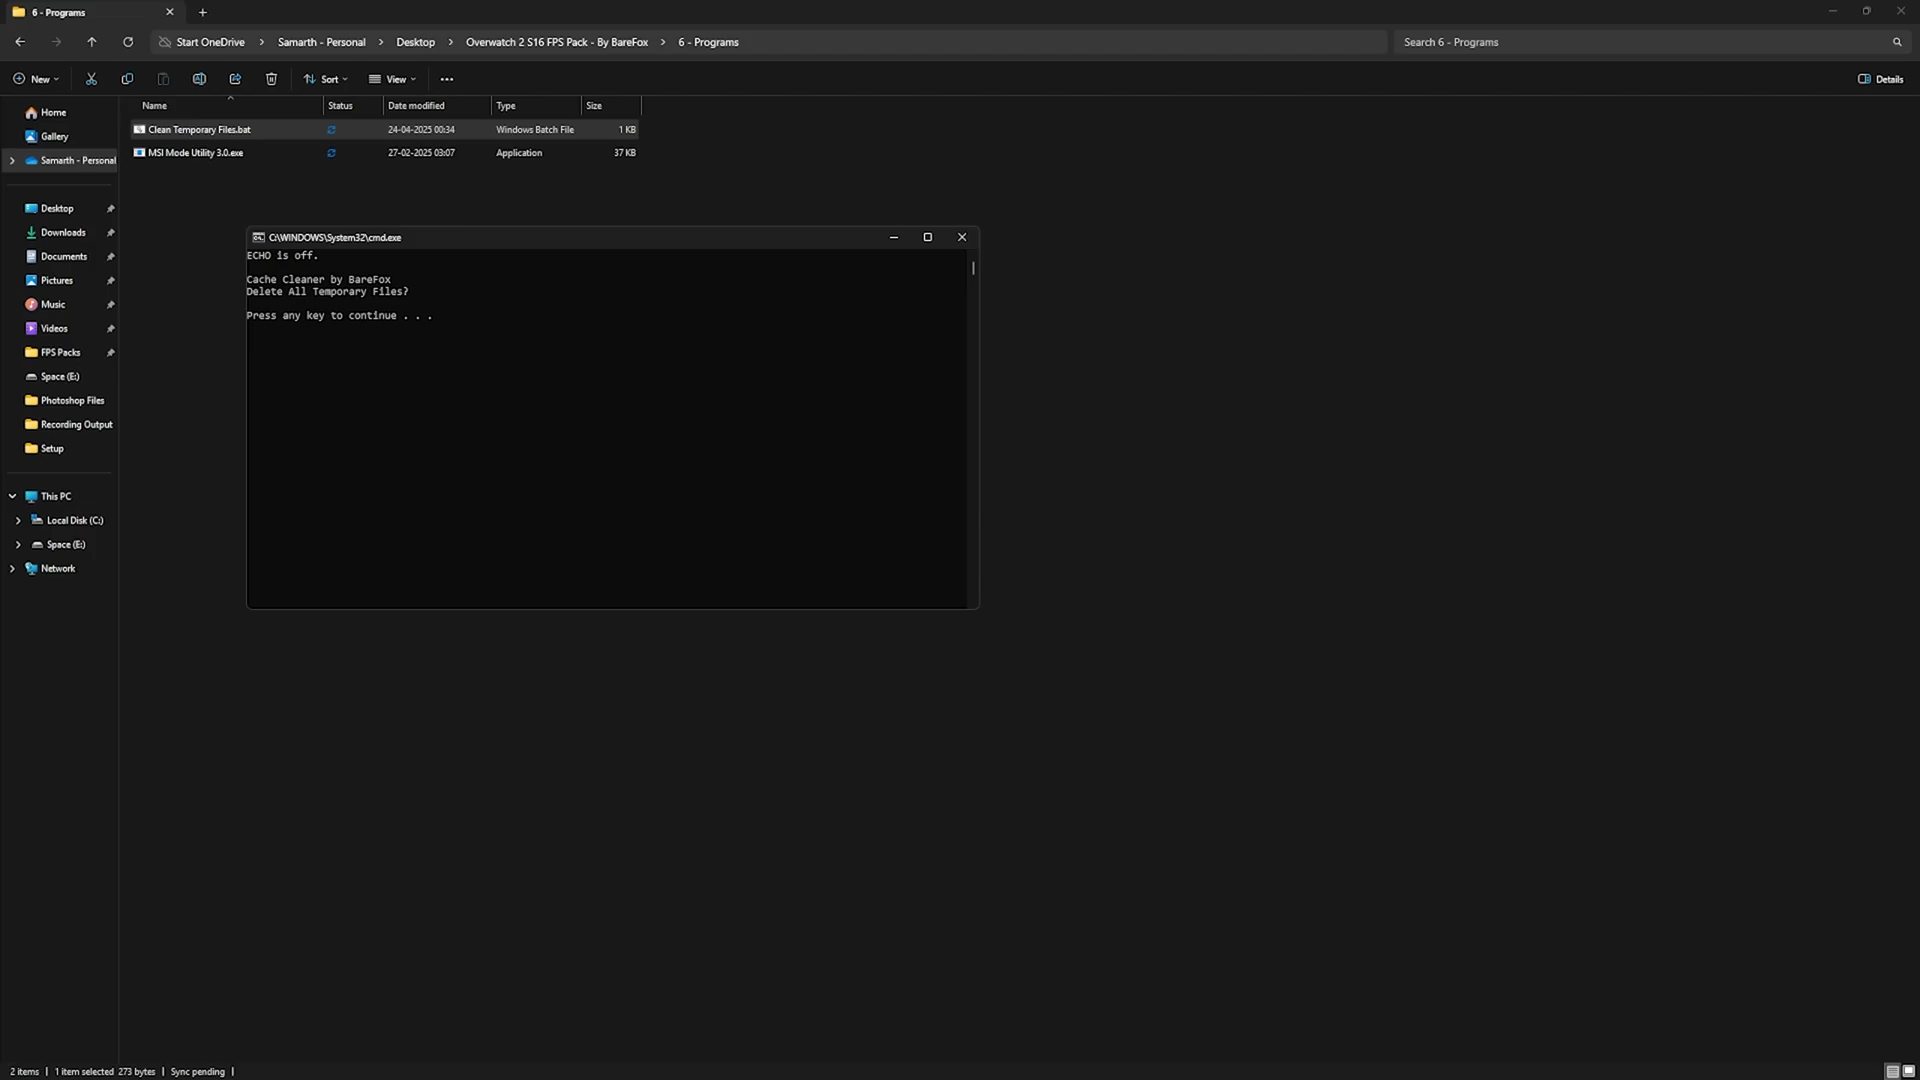 6 - Programs
Start OneDrive > Samarth - Personal > Desktop > Overwatch 2 S16 FPS Pack - By BareFox > 6 - Programs
Search 6 - Programs
New
Sort
View
Details
Name Status Date modified Type Size
Clean Temporary Files.bat 24-04-2025 00:34 Windows Batch File 1 KB
MSI Mode Utility 3.0.exe 27-02-2025 03:07 Application 37 KB
Home
Gallery
Samarth - Personal
Desktop
Downloads
Documents
Pictures
Music
Videos
FPS Packs
Space (E:)
Photoshop Files
Recording Output
Setup
This PC
Local Disk (C:)
Space (E:)
Network
C:\WINDOWS\System32\cmd.exe
ECHO is off.
Cache Cleaner by BareFox
Delete All Temporary Files?
Press any key to continue . . .
2 items | 1 item selected 273 bytes | Sync pending |